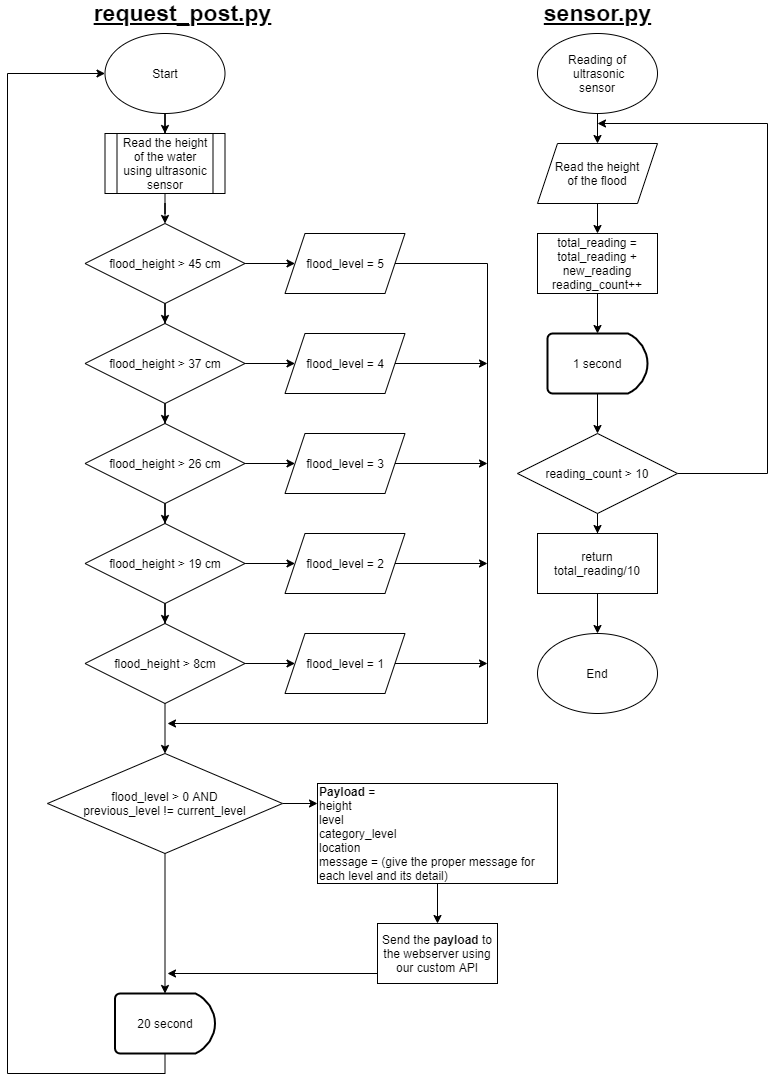 request_post.py
Start
Read the height
of the water
using ultrasonic
sensor
flood_height > 45 cm
flood_level = 5
flood_height > 37 cm
flood_level = 4
flood_height > 26 cm
flood_level = 3
flood_height > 19 cm
flood_level = 2
flood_height > 8cm
flood_level = 1
flood_level > 0 AND
previous_level != current_level
Payload =
height
level
category_level
location
message = (give the proper message for
each level and its detail)
Send the payload to
the webserver using
our custom API
20 second
sensor.py
Reading of
ultrasonic
sensor
Read the height
of the flood
total_reading =
total_reading +
new_reading
reading_count++
1 second
reading_count > 10
return
total_reading/10
End